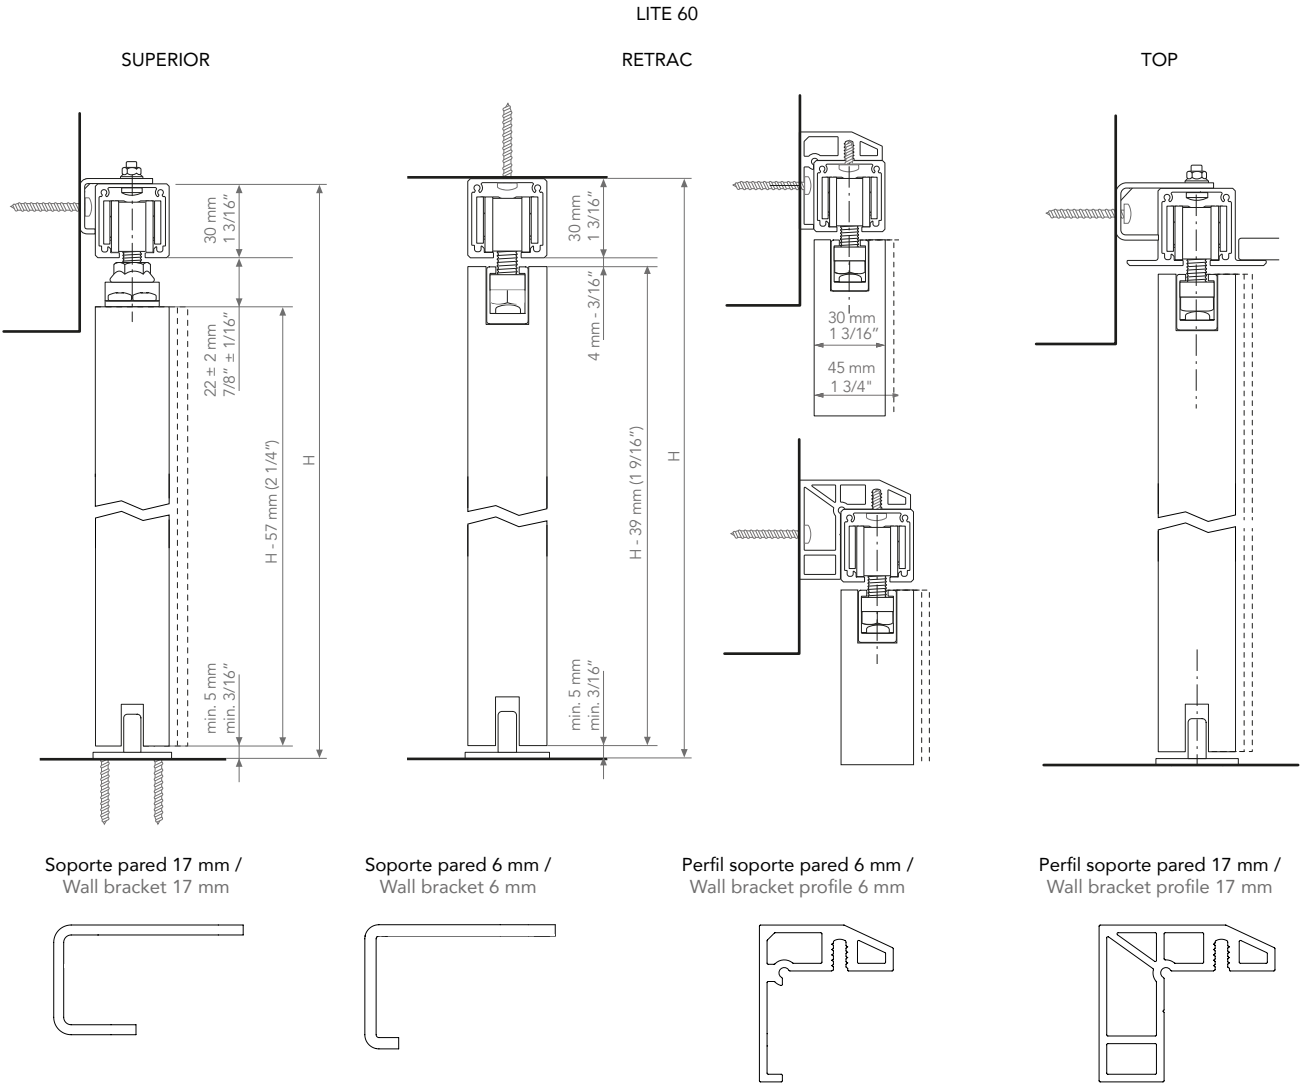 LITE 60
SUPERIOR
RETRAC
TOP
30 mm
1 3/16"
22 ± 2 mm
7/8" ± 1/16"
H - 57 mm (2 1/4")
H
min. 5 mm
min. 3/16"
30 mm
1 3/16"
4 mm - 3/16"
H - 39 mm (1 9/16")
H
min. 5 mm
min. 3/16"
30 mm
1 3/16"
45 mm
1 3/4"
Soporte pared 17 mm /
Wall bracket 17 mm
Soporte pared 6 mm /
Wall bracket 6 mm
Perfil soporte pared 6 mm /
Wall bracket profile 6 mm
Perfil soporte pared 17 mm /
Wall bracket profile 17 mm